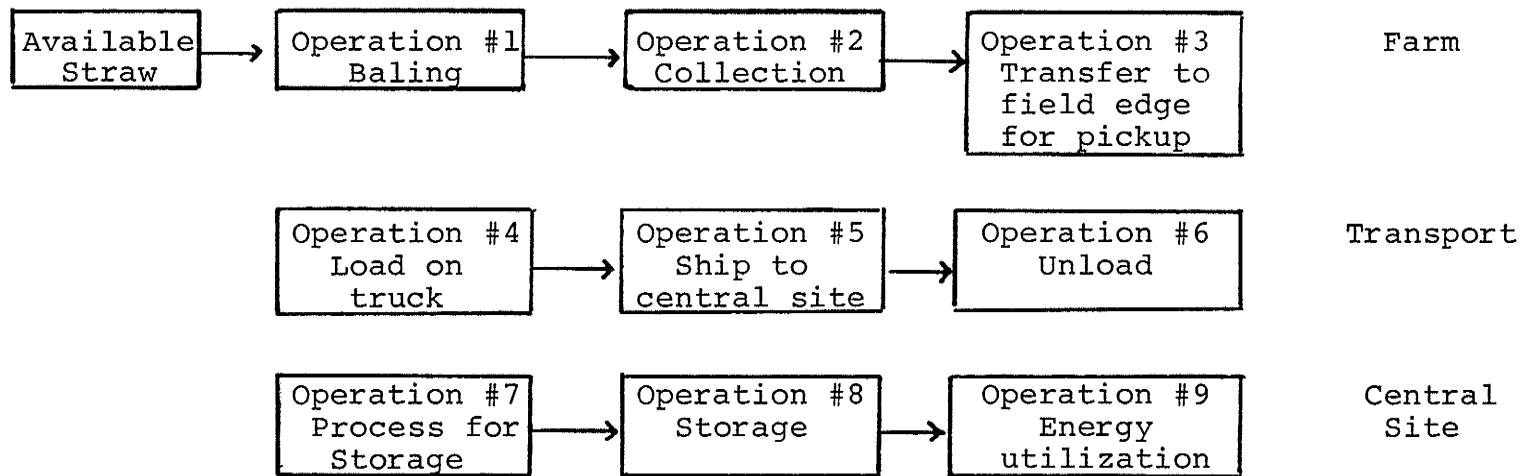 Available
Straw
Operation #1
Baling
Operation #2
Collection
Operation #3
Transfer to
field edge
for pickup
Farm
Operation #4
Load on
truck
Operation #5
Ship to
central site
Operation #6
Unload
Transport
Operation #7
Process for
Storage
Operation #8
Storage
Operation #9
Energy
utilization
Central
Site